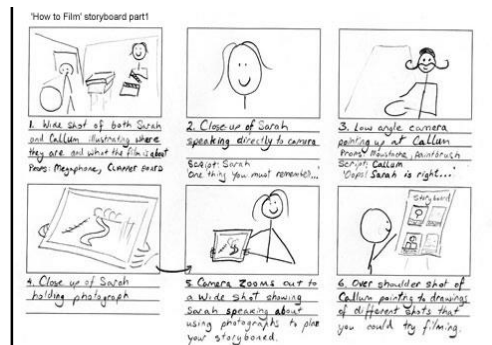 'How to Film' storyboard part1
1. Wide shot of both Sarah
and Callum illustrating where
they are and what the film is about
Props: Megaphone, CLAPPER BOARD
2. Close-up of Sarah
speaking directly to camera
Script: Sarah
'One thing you must remember...'
3. Low angle camera
pointing up at Callum
Props: Moustache, paintbrush
Script: Callum
'Oops! Sarah is right...'
4. Close up of Sarah
holding photograph
5. Camera ZOOMS out to
a Wide Shot showing
Sarah speaking about
using photographs to plan
your storyboard.
Storyboard
6. Over shoulder shot of
Callum pointing to drawings
of different shots that
you could try filming.